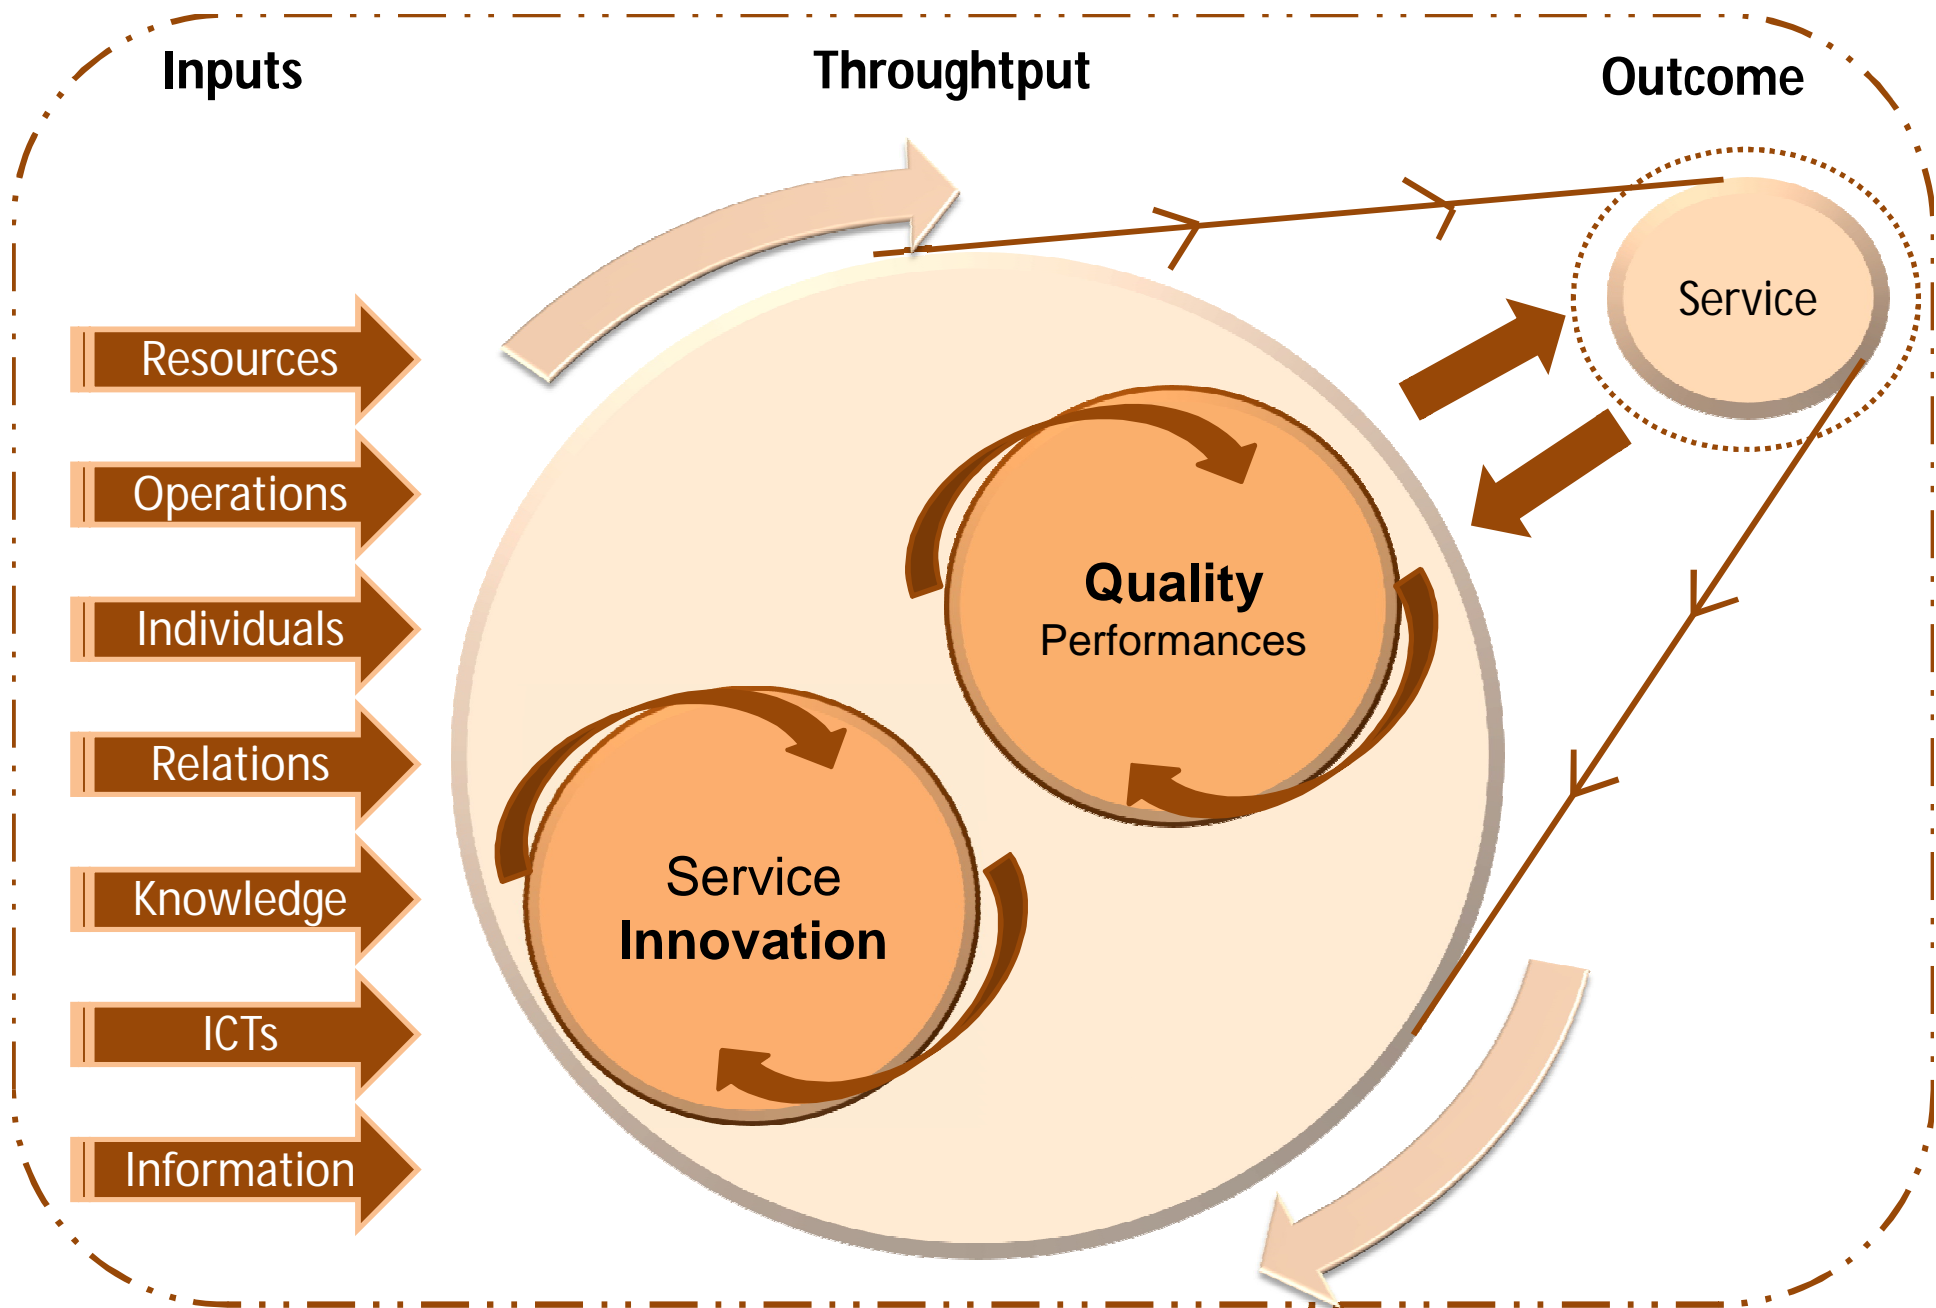 Inputs
Throughtput
Outcome
Resources
Operations
Individuals
Relations
Knowledge
ICTs
Information
Service
Innovation
Quality
Performances
Service